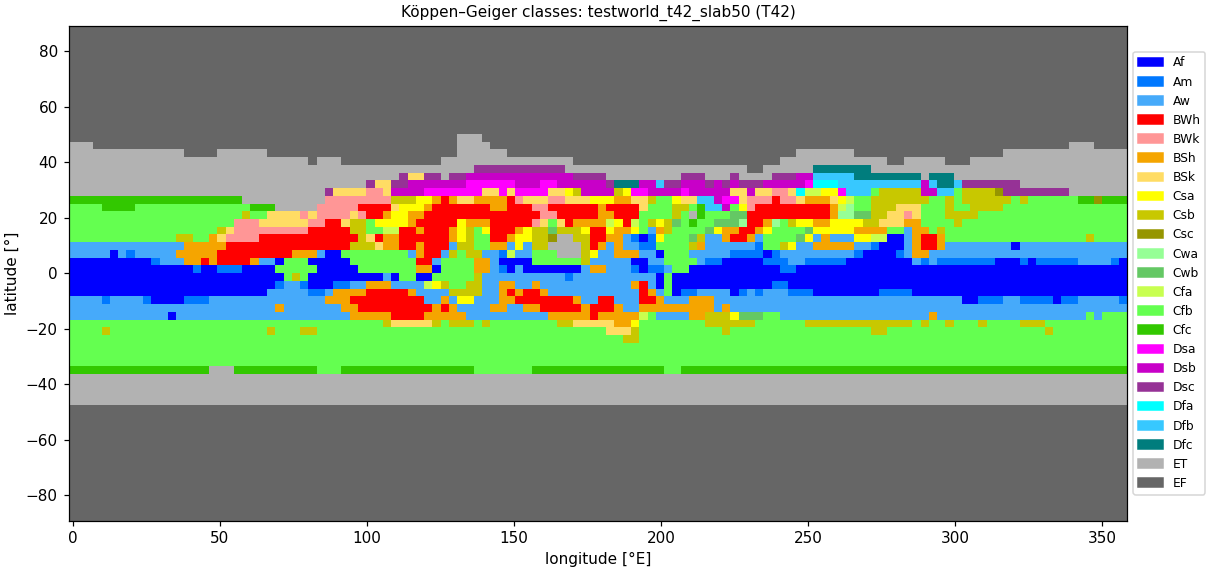 Köppen–Geiger classes: testworld_t42_slab50 (T42)
80
60
40
20
0
−20
−40
−60
−80
latitude [°]
0
50
100
150
200
250
300
350
longitude [°E]
Af
Am
Aw
BWh
BWk
BSh
BSk
Csa
Csb
Csc
Cwa
Cwb
Cfa
Cfb
Cfc
Dsa
Dsb
Dsc
Dfa
Dfb
Dfc
ET
EF